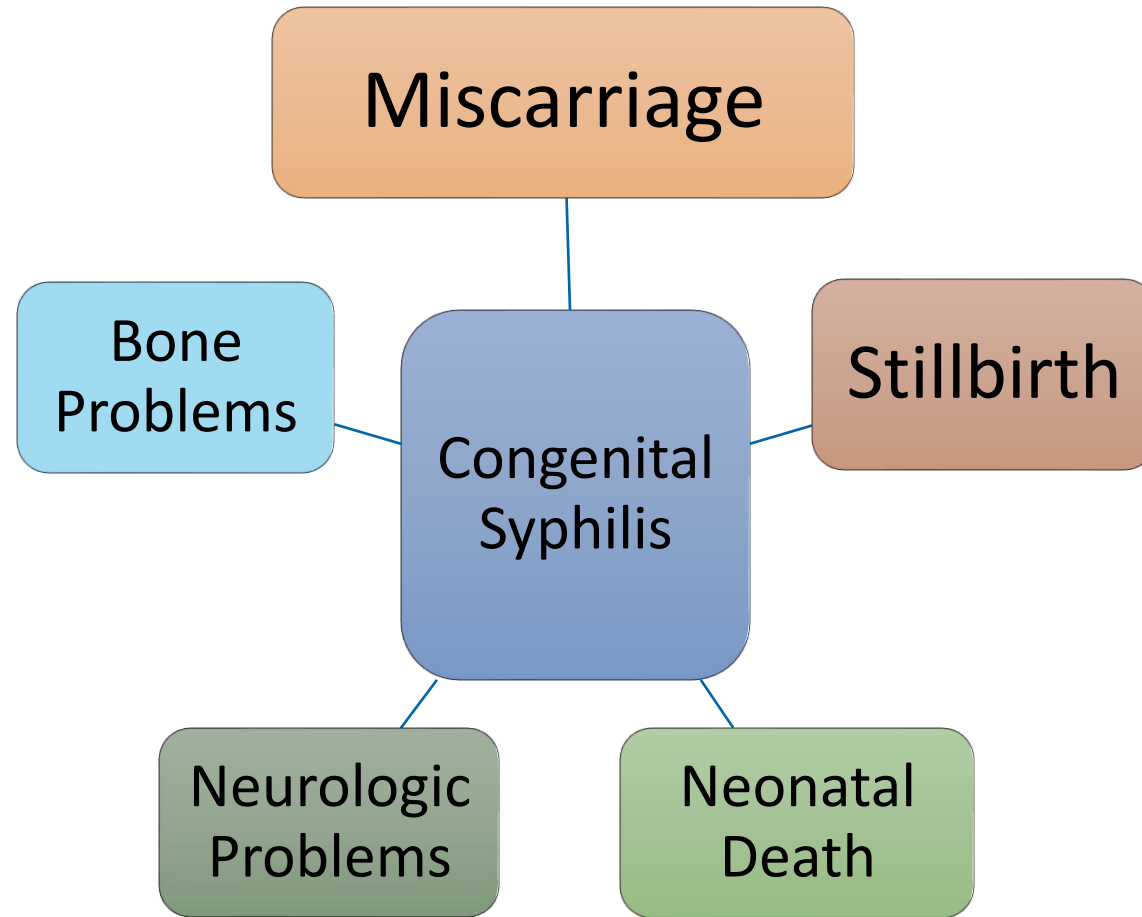 Miscarriage
Bone
Problems
Stillbirth
Congenital
Syphilis
Neurologic
Problems
Neonatal
Death